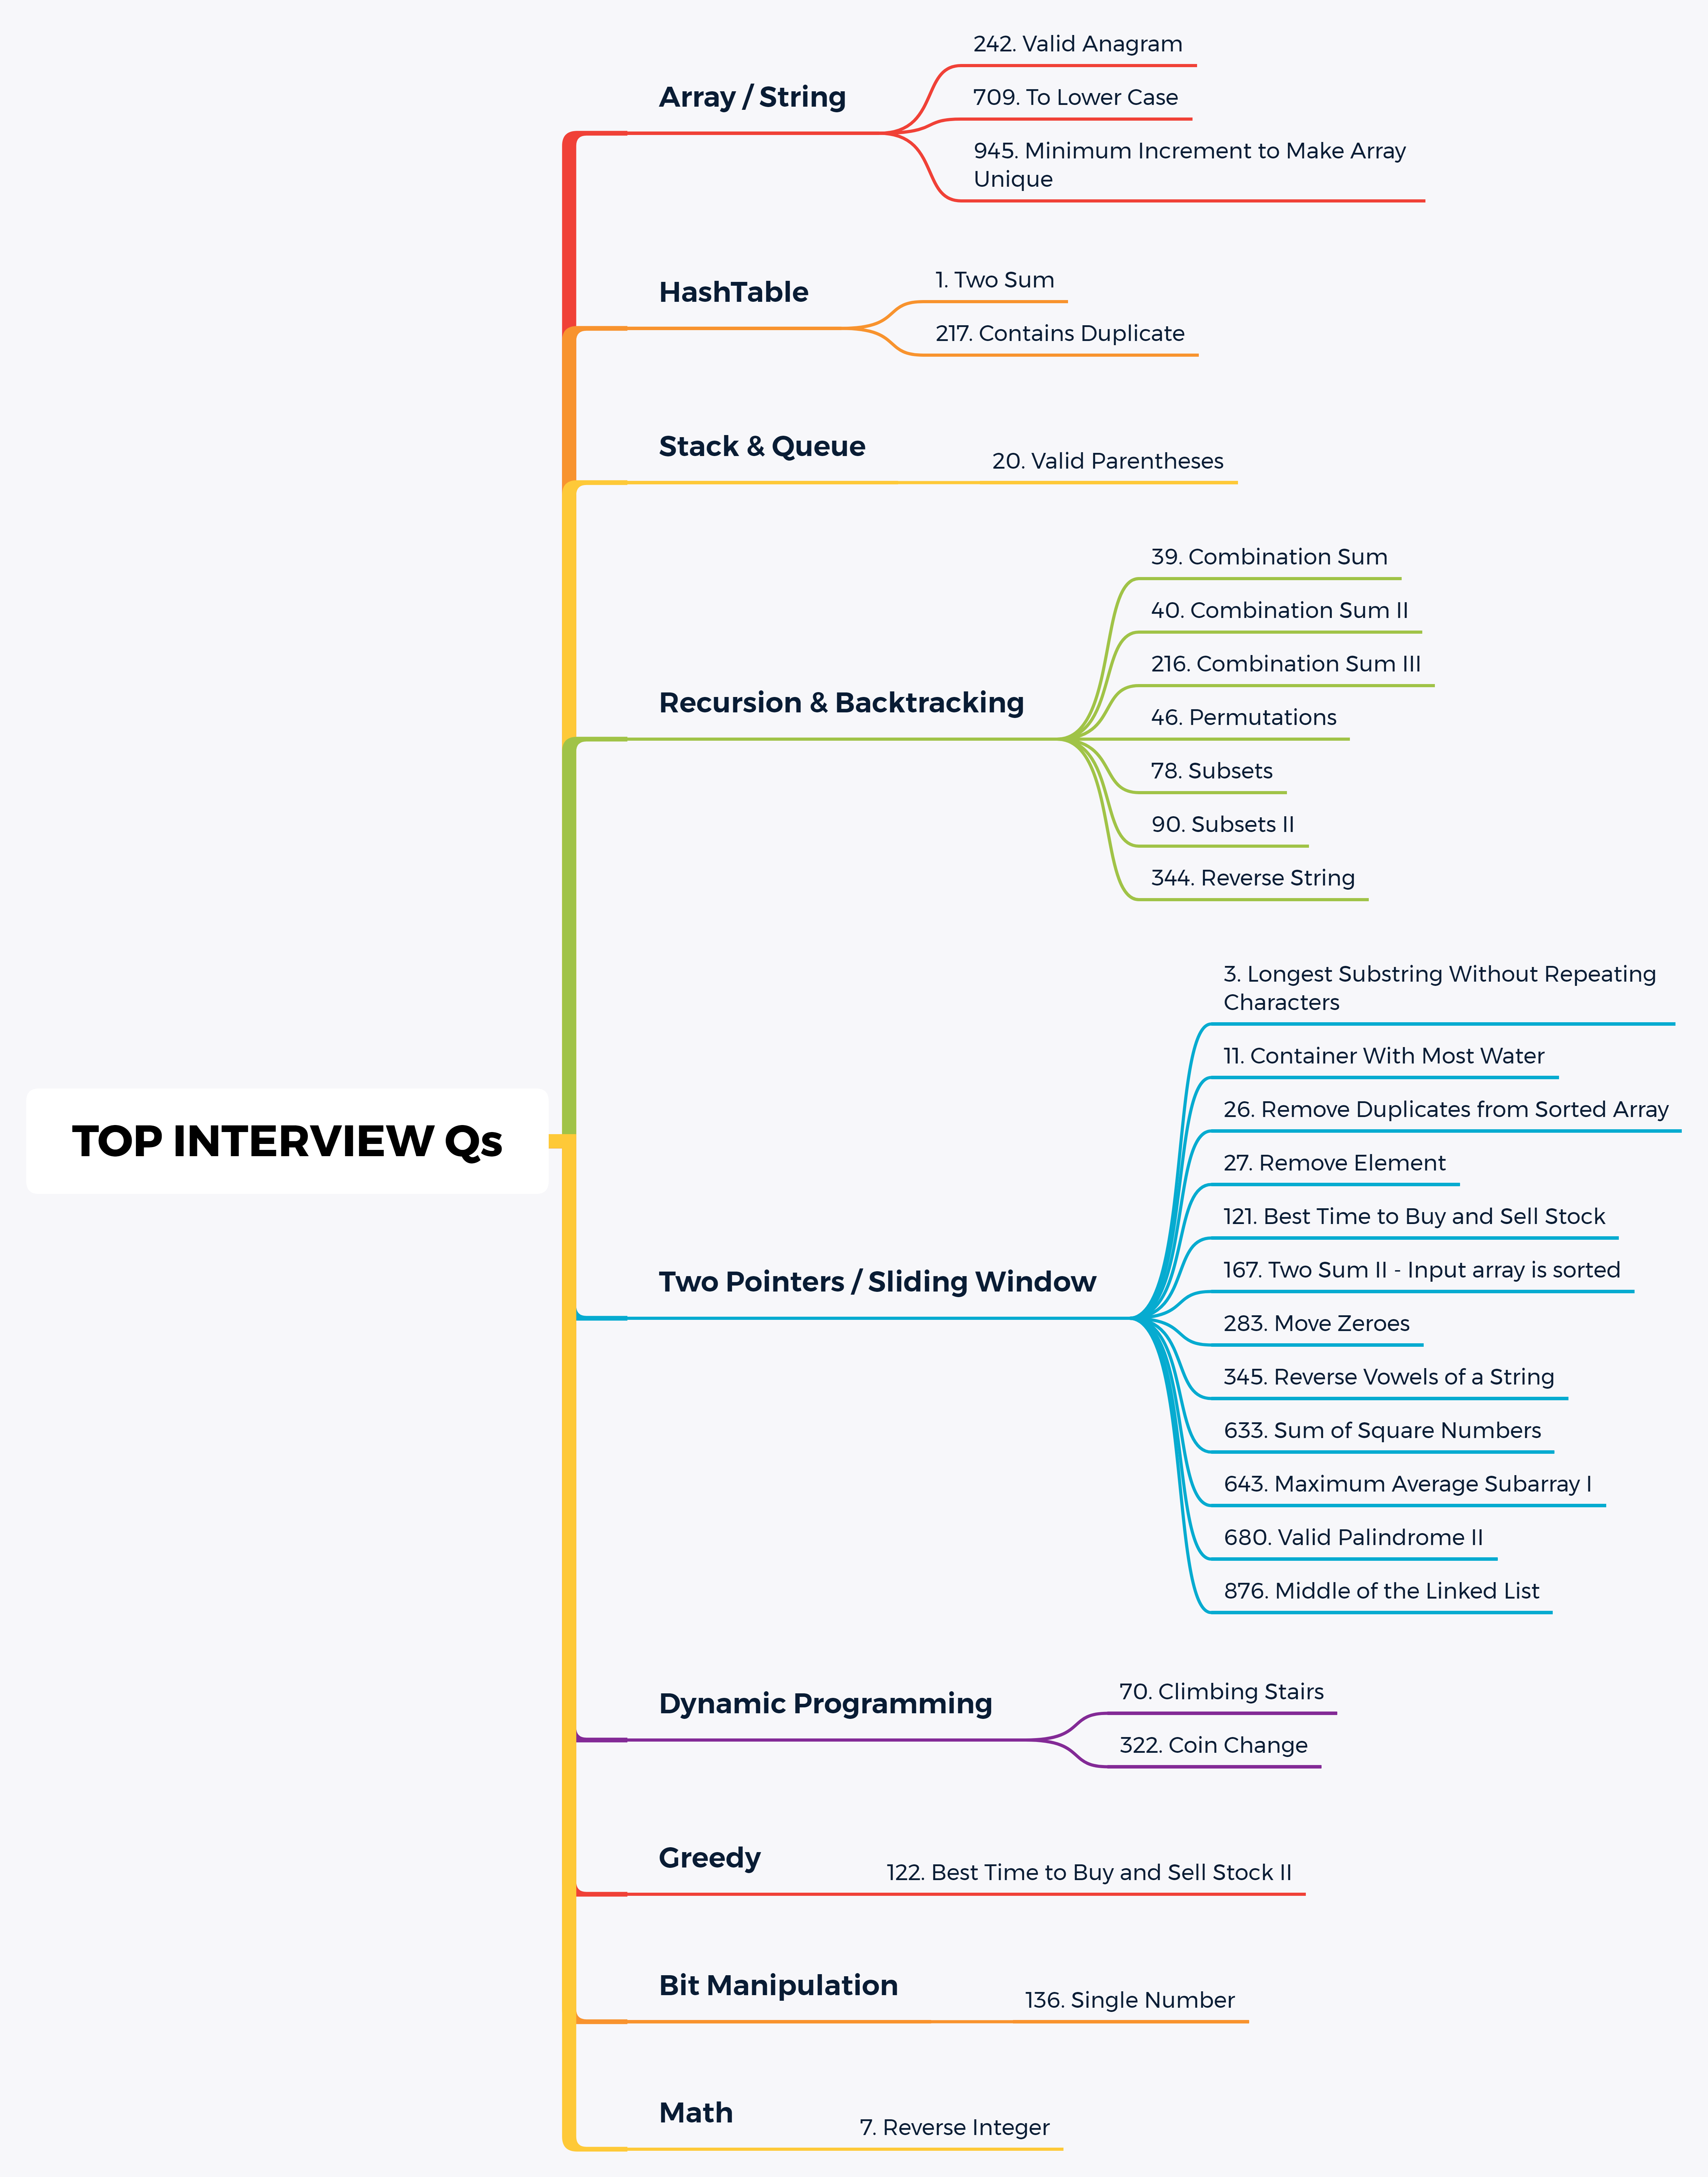 TOP INTERVIEW Qs
Array / String
242. Valid Anagram
709. To Lower Case
945. Minimum Increment to Make Array
Unique
HashTable
1. Two Sum
217. Contains Duplicate
Stack & Queue
20. Valid Parentheses
Recursion & Backtracking
39. Combination Sum
40. Combination Sum II
216. Combination Sum III
46. Permutations
78. Subsets
90. Subsets II
344. Reverse String
Two Pointers / Sliding Window
3. Longest Substring Without Repeating
Characters
11. Container With Most Water
26. Remove Duplicates from Sorted Array
27. Remove Element
121. Best Time to Buy and Sell Stock
167. Two Sum II - Input array is sorted
283. Move Zeroes
345. Reverse Vowels of a String
633. Sum of Square Numbers
643. Maximum Average Subarray I
680. Valid Palindrome II
876. Middle of the Linked List
Dynamic Programming
70. Climbing Stairs
322. Coin Change
Greedy
122. Best Time to Buy and Sell Stock II
Bit Manipulation
136. Single Number
Math
7. Reverse Integer